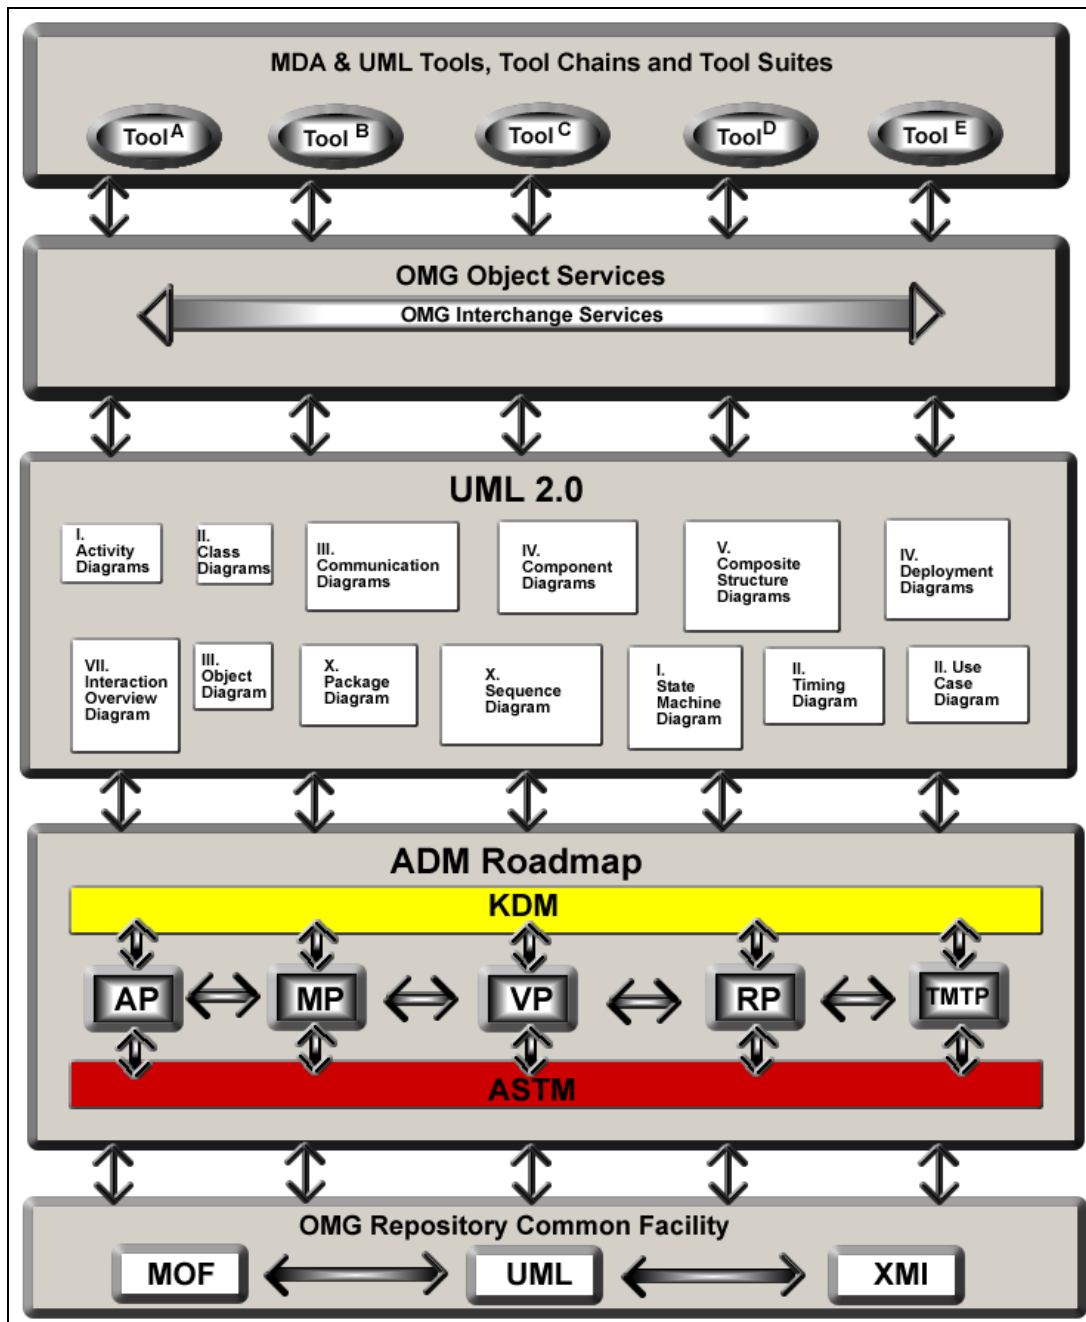 MDA & UML Tools, Tool Chains and Tool Suites
Tool A
Tool B
Tool C
Tool D
Tool E
OMG Object Services
OMG Interchange Services
UML 2.0
I.
Activity
Diagrams
II.
Class
Diagrams
III.
Communication
Diagrams
IV.
Component
Diagrams
V.
Composite
Structure
Diagrams
IV.
Deployment
Diagrams
VII.
Interaction
Overview
Diagram
III.
Object
Diagram
X.
Package
Diagram
X.
Sequence
Diagram
I.
State
Machine
Diagram
II.
Timing
Diagram
II. Use
Case
Diagram
ADM Roadmap
KDM
AP
MP
VP
RP
TMTP
ASTM
OMG Repository Common Facility
MOF
UML
XMI